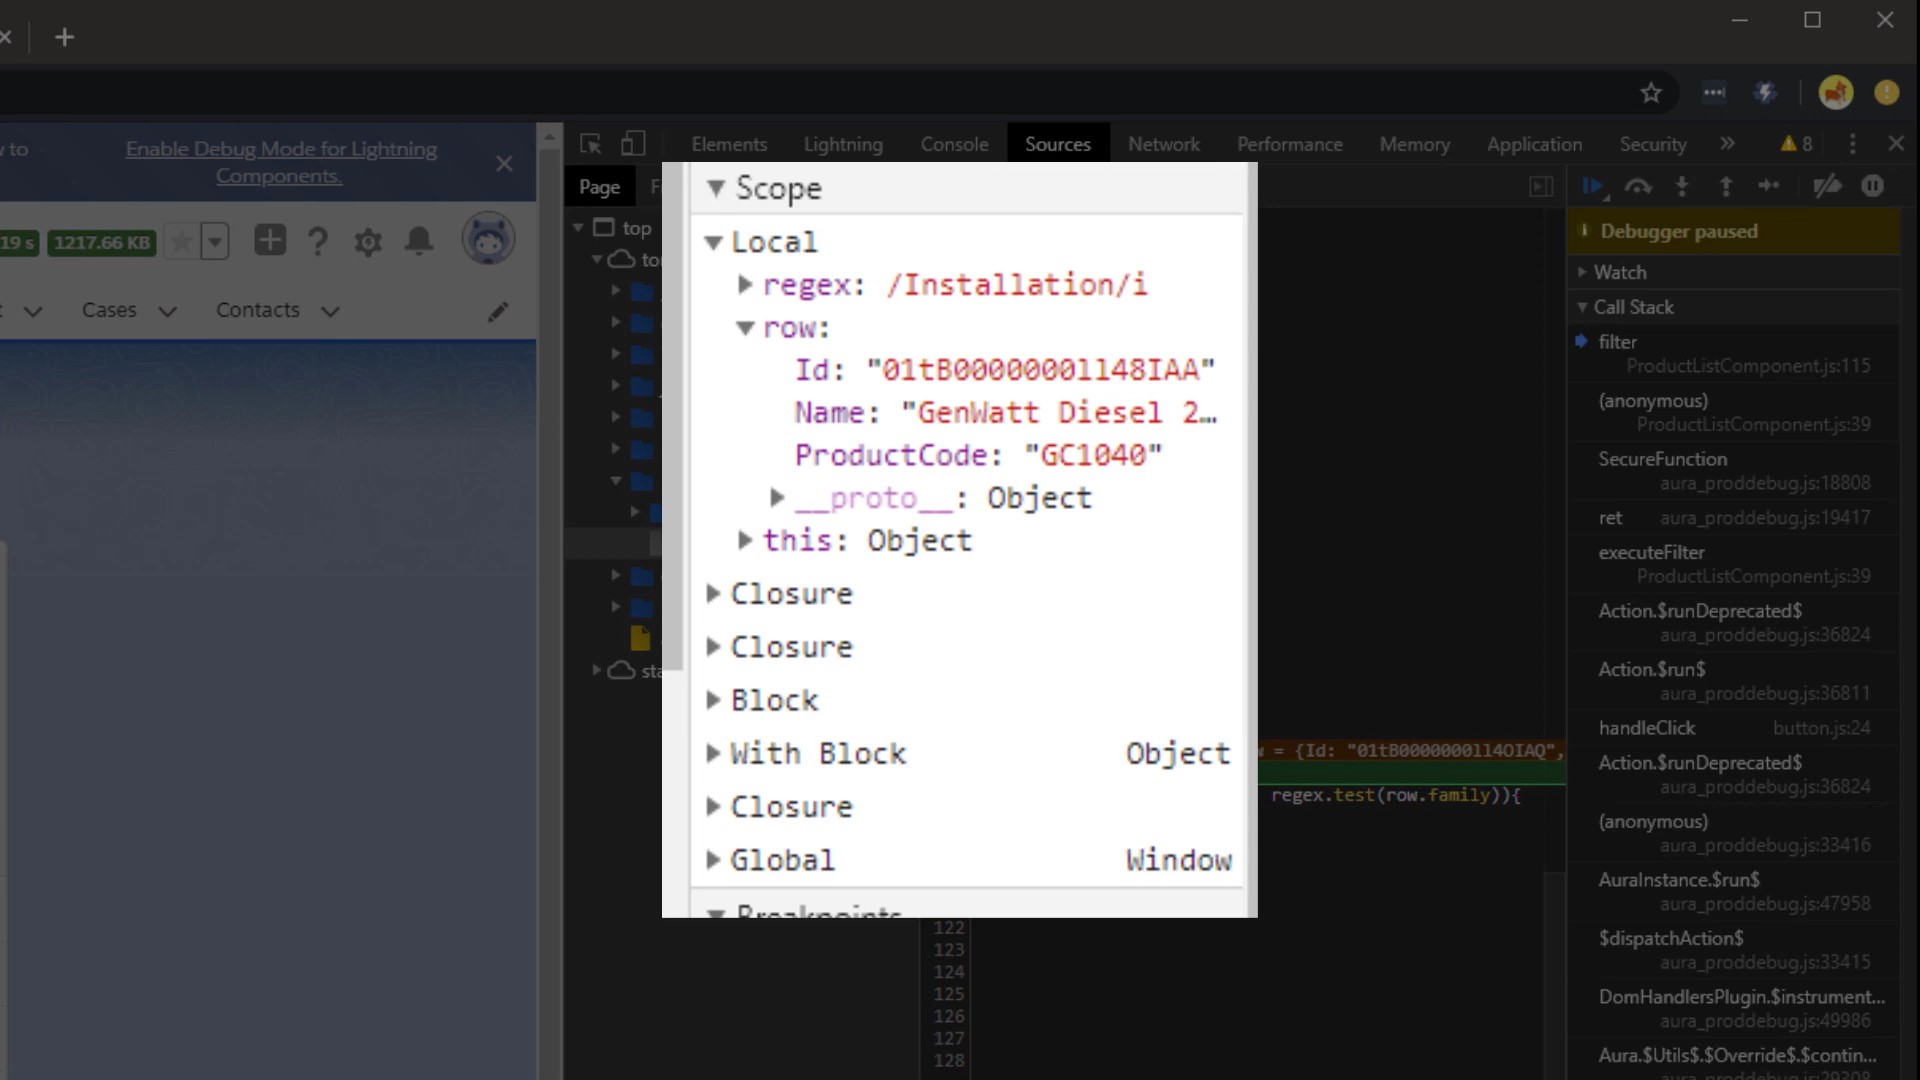 w to
Enable Debug Mode for Lightning
Components.
19 s
1217.66 KB
Cases
Contacts
Elements
Lightning
Console
Sources
Network
Performance
Memory
Application
Security
8
Page
top
Scope
Local
regex: /Installation/i
row:
Id: "01tB0000000ll48IAA"
Name: "GenWatt Diesel 2…
ProductCode: "GC1040"
__proto__: Object
this: Object
Closure
Closure
Block
With Block Object
Closure
Global Window
Breakpoints
w = {Id: "01tB0000000ll4OIAQ",
regex.test(row.family)){
122
123
124
125
126
127
128
Debugger paused
Watch
Call Stack
filter
ProductListComponent.js:115
(anonymous)
ProductListComponent.js:39
SecureFunction
aura_proddebug.js:18808
ret aura_proddebug.js:19417
executeFilter
ProductListComponent.js:39
Action.$runDeprecated$
aura_proddebug.js:36824
Action.$run$
aura_proddebug.js:36811
handleClick button.js:24
Action.$runDeprecated$
aura_proddebug.js:36824
(anonymous)
aura_proddebug.js:33416
AuraInstance.$run$
aura_proddebug.js:47958
$dispatchAction$
aura_proddebug.js:33415
DomHandlersPlugin.$instrument...
aura_proddebug.js:49986
Aura.$Utils$.$Override$.$contin...